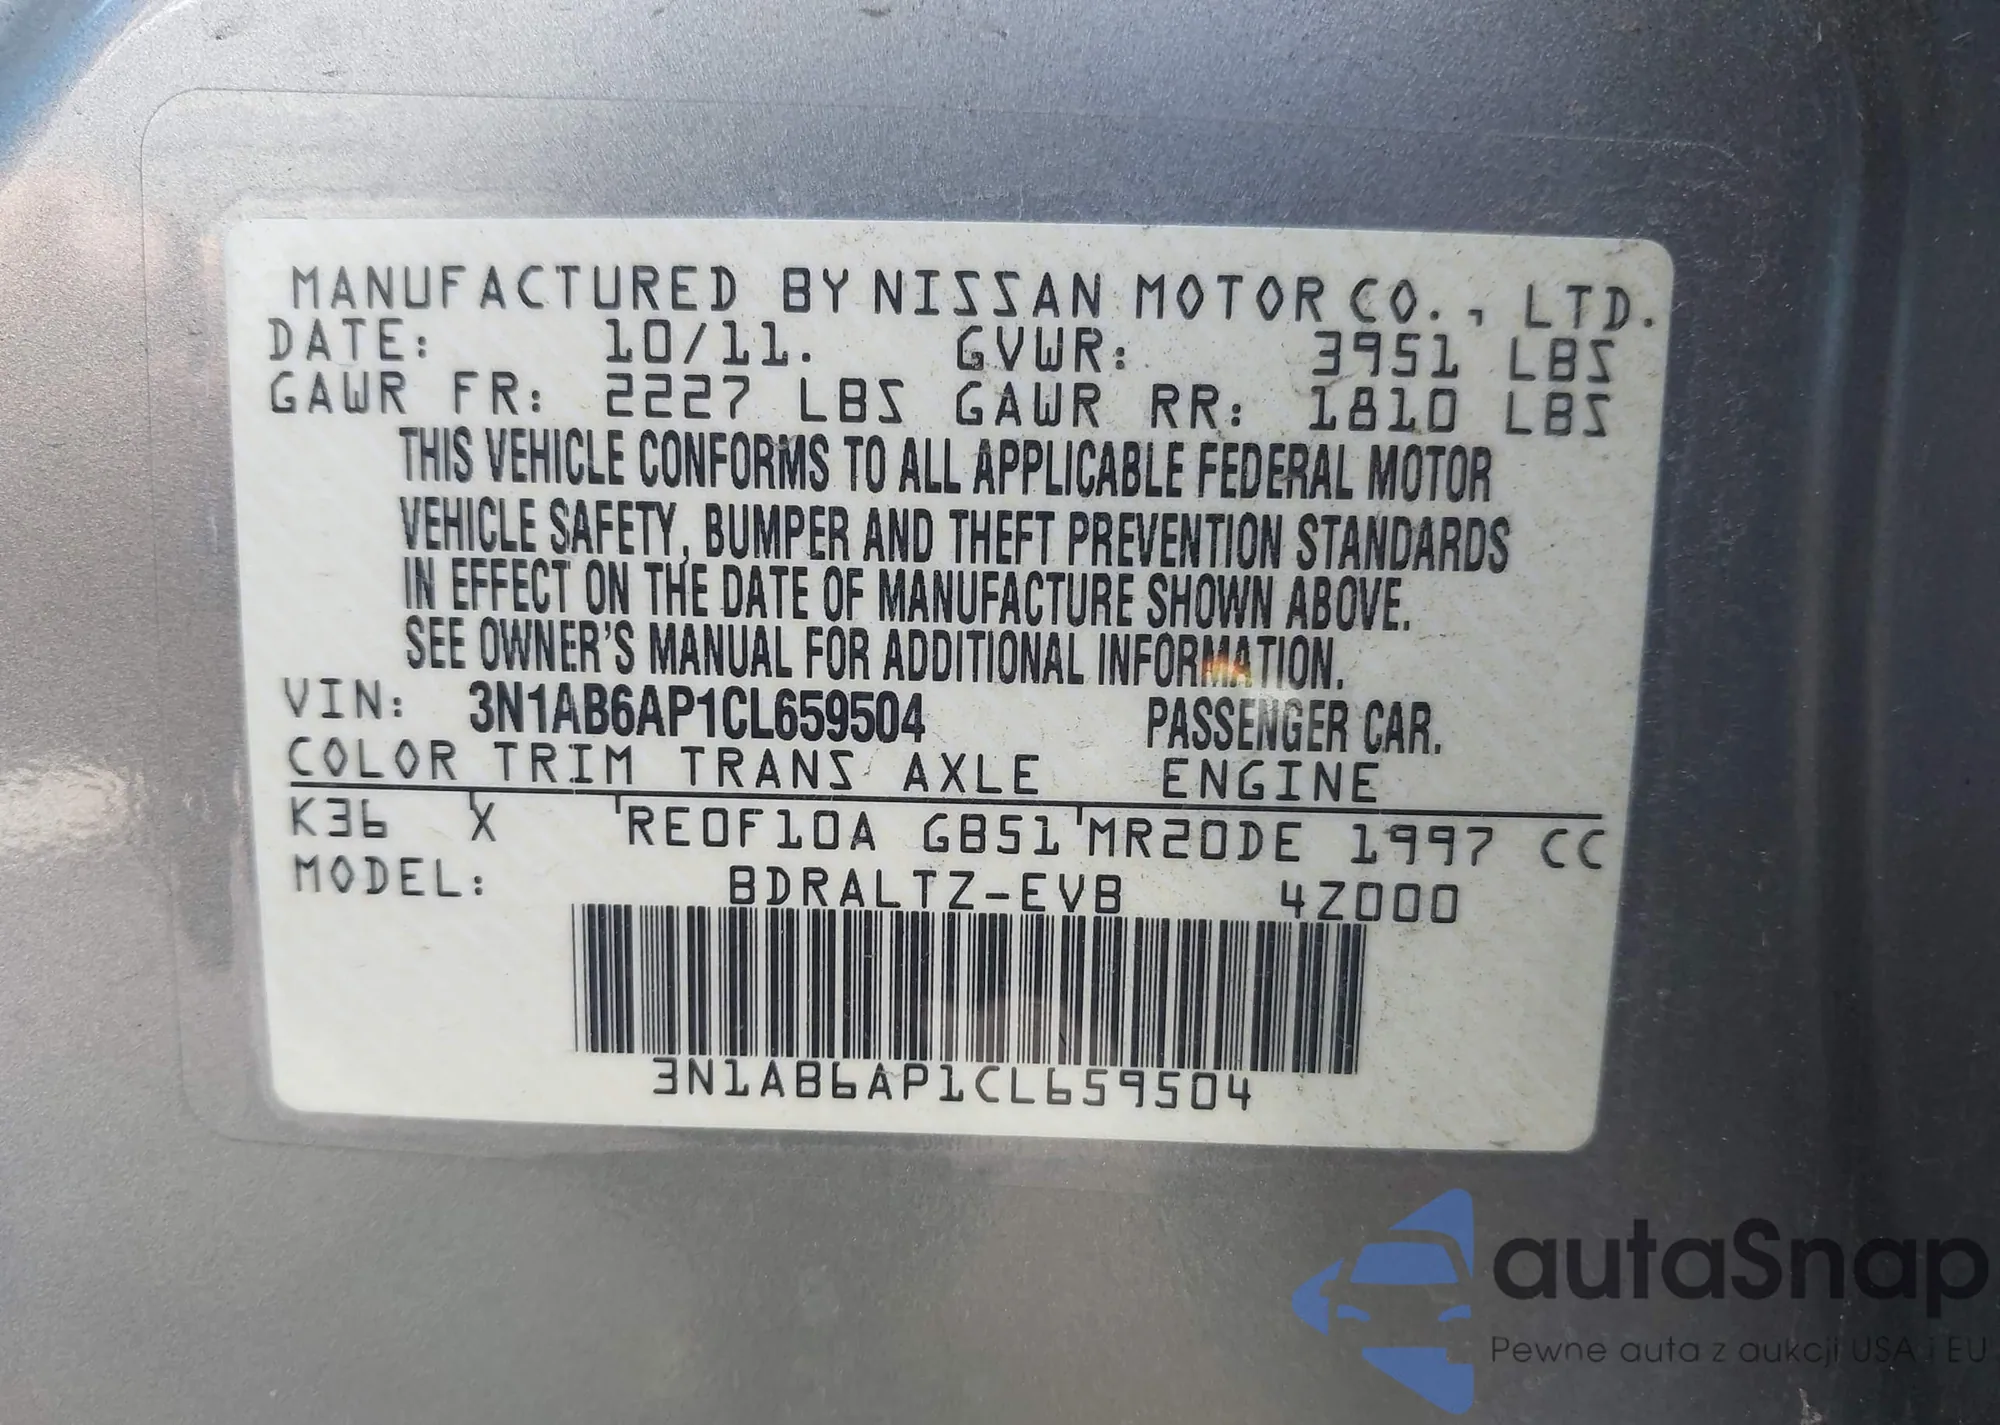 MANUFACTURED BY NISSAN MOTOR CO., LTD.
DATE: 10/11. GVWR: 3951 LBS
GAWR FR: 2227 LBS GAWR RR: 1810 LBS
THIS VEHICLE CONFORMS TO ALL APPLICABLE FEDERAL MOTOR
VEHICLE SAFETY, BUMPER AND THEFT PREVENTION STANDARDS
IN EFFECT ON THE DATE OF MANUFACTURE SHOWN ABOVE.
SEE OWNER'S MANUAL FOR ADDITIONAL INFORMATION.
VIN: 3N1AB6AP1CL659504 PASSENGER CAR.
COLOR TRIM TRANS AXLE ENGINE
K36 X RE0F10A GB51 MR20DE 1997 CC
MODEL: BDRALTZ-EVB 4Z000
3N1AB6AP1CL659504
autaSnap
Pewne auta z aukcji USA i EU